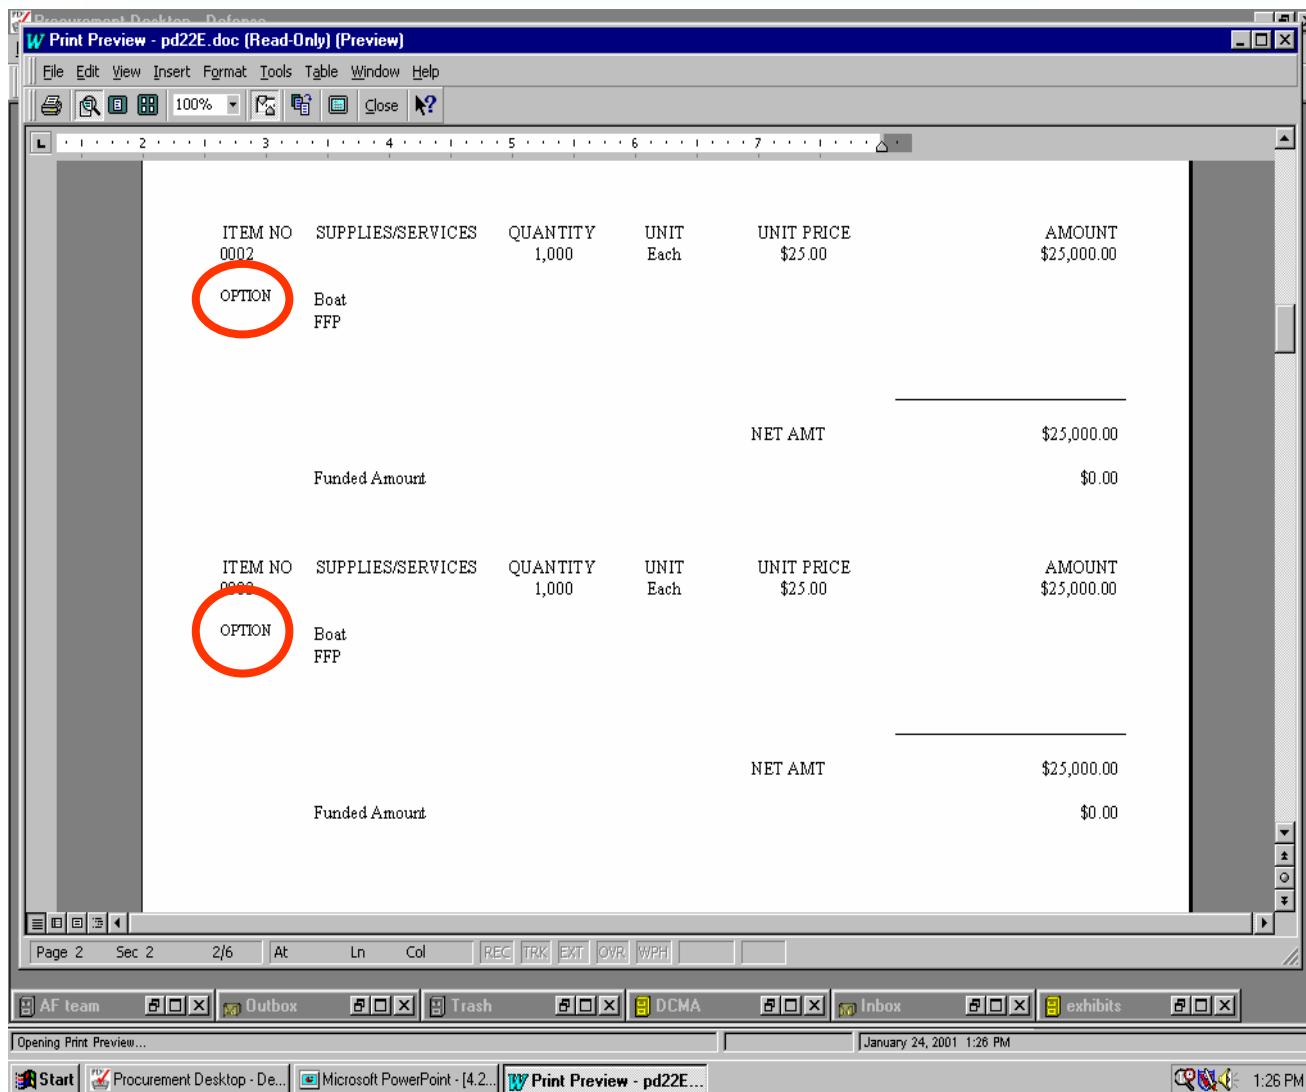 Procurement Desktop - Defense
Print Preview - pd22E.doc (Read-Only) (Preview)
File Edit View Insert Format Tools Table Window Help
100% Close
2 3 4 5 6 7
ITEM NO SUPPLIES/SERVICES QUANTITY UNIT UNIT PRICE AMOUNT
0002 1,000 Each $25.00 $25,000.00
OPTION Boat
FFP
NET AMT $25,000.00
Funded Amount $0.00
ITEM NO SUPPLIES/SERVICES QUANTITY UNIT UNIT PRICE AMOUNT
1,000 Each $25.00 $25,000.00
OPTION Boat
FFP
NET AMT $25,000.00
Funded Amount $0.00
Page 2 Sec 2 2/6 At Ln Col REC TRK EXT OVR WPH
AF team Outbox Trash DCMA Inbox exhibits
Opening Print Preview... January 24, 2001 1:26 PM
Start Procurement Desktop - De... Microsoft PowerPoint - [4.2... Print Preview - pd22E... 1:26 PM